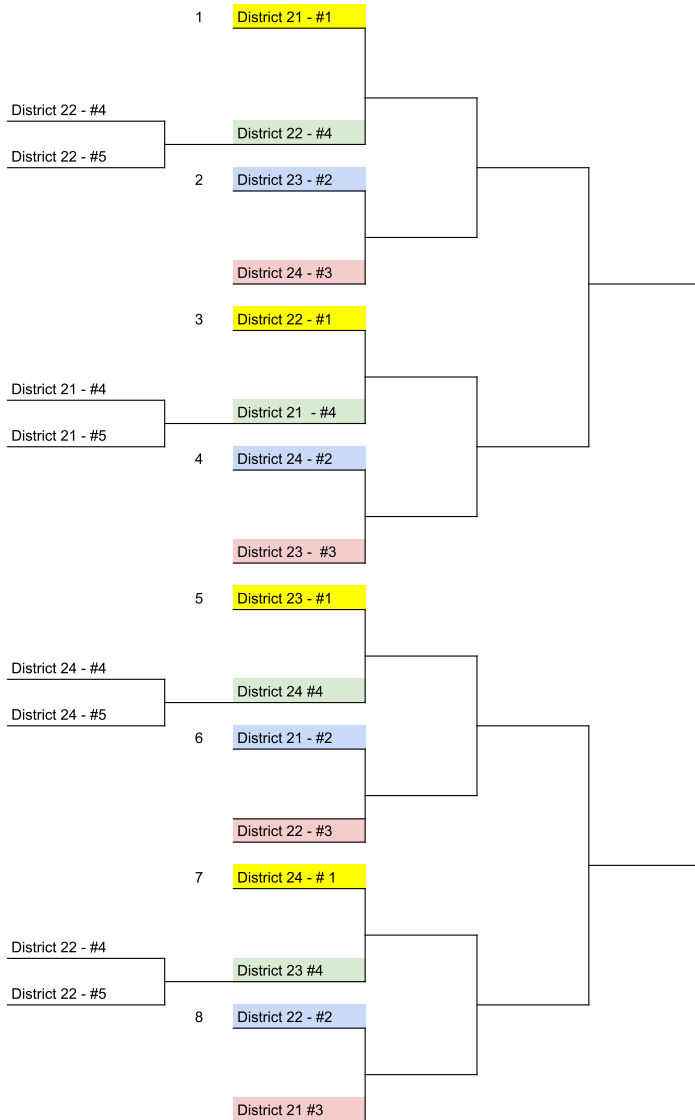 1 District 21 - #1
District 22 - #4
District 22 - #4
District 22 - #5
2 District 23 - #2
District 24 - #3
3 District 22 - #1
District 21 - #4
District 21  - #4
District 21 - #5
4 District 24 - #2
District 23 -  #3
5 District 23 - #1
District 24 - #4
District 24 #4
District 24 - #5
6 District 21 - #2
District 22 - #3
7 District 24 - # 1
District 22 - #4
District 23 #4
District 22 - #5
8 District 22 - #2
District 21 #3